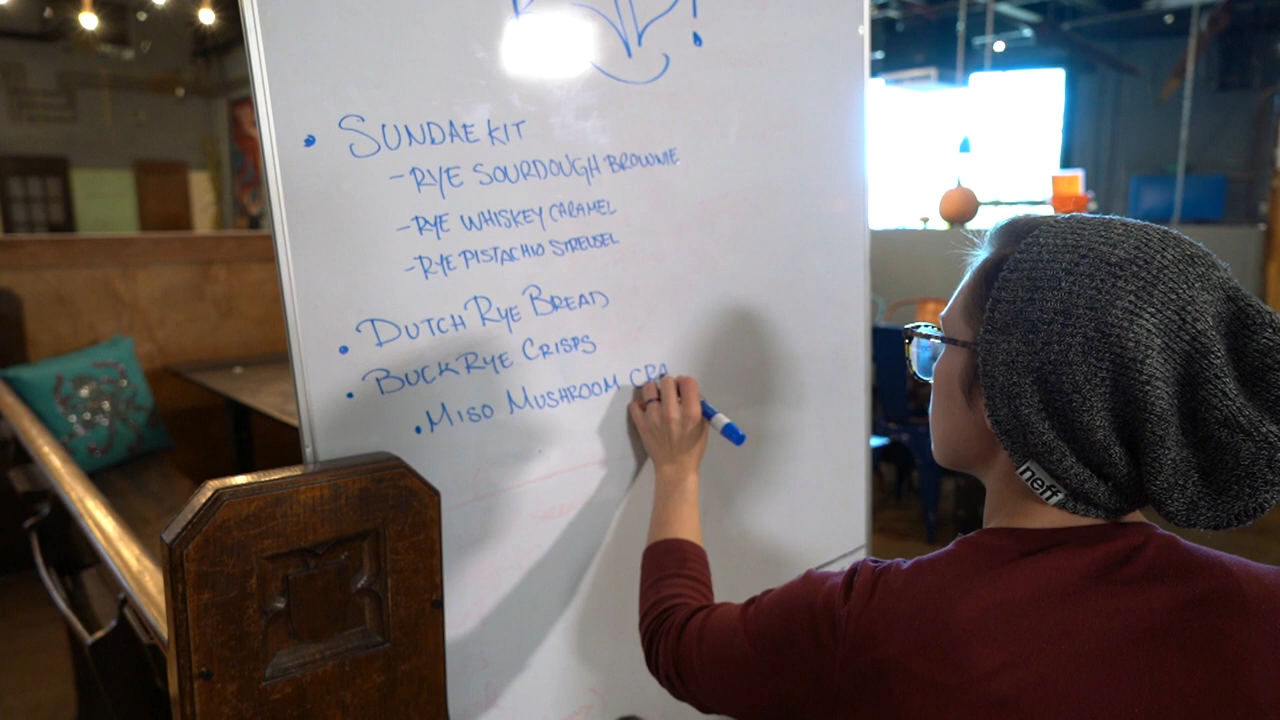 • SUNDAE KIT
- RYE SOURDOUGH BROWNIE
- RYE WHISKEY CARAMEL
- RYE PISTACHIO STREUSEL
• DUTCH RYE BREAD
• BUCKRYE CRISPS
• MISO MUSHROOM CRA
neff